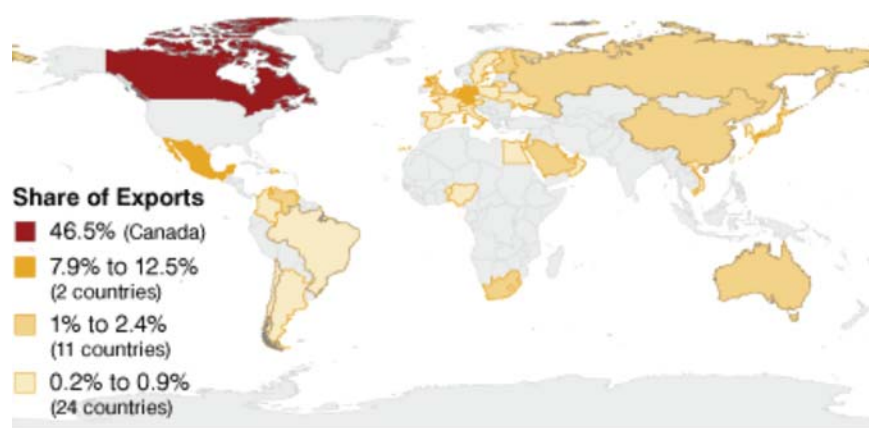 Share of Exports
46.5% (Canada)
7.9% to 12.5%
(2 countries)
1% to 2.4%
(11 countries)
0.2% to 0.9%
(24 countries)